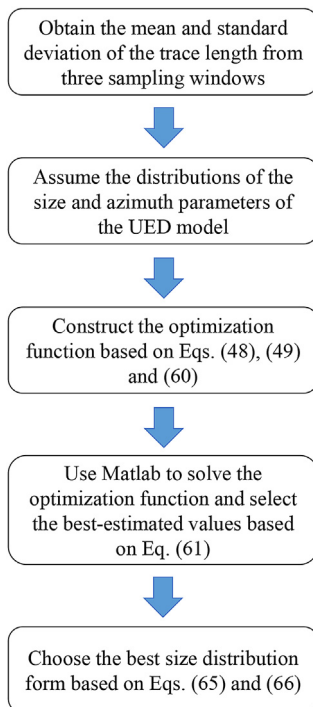 Obtain the mean and standard
deviation of the trace length from
three sampling windows
Assume the distributions of the
size and azimuth parameters of
the UED model
Construct the optimization
function based on Eqs. (48), (49)
and (60)
Use Matlab to solve the
optimization function and select
the best-estimated values based
on Eq. (61)
Choose the best size distribution
form based on Eqs. (65) and (66)